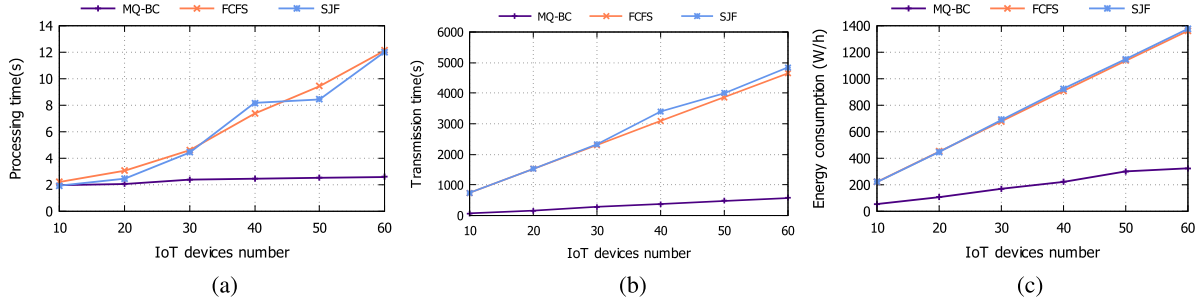 MQ-BC FCFS SJF
Processing time(s)
14
12
10
8
6
4
2
0
10 20 30 40 50 60
IoT devices number
(a)
MQ-BC FCFS SJF
Transmission time(s)
6000
5000
4000
3000
2000
1000
0
10 20 30 40 50 60
IoT devices number
(b)
MQ-BC FCFS SJF
Energy consumption (W/h)
1400
1200
1000
800
600
400
200
0
10 20 30 40 50 60
IoT devices number
(c)